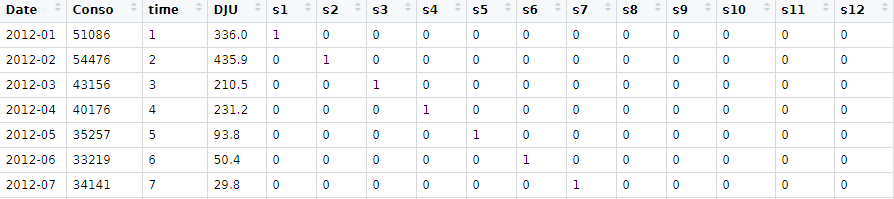 Date Conso time DJU s1 s2 s3 s4 s5 s6 s7 s8 s9 s10 s11 s12
2012-01 51086 1 336.0 1 0 0 0 0 0 0 0 0 0 0 0
2012-02 54476 2 435.9 0 1 0 0 0 0 0 0 0 0 0 0
2012-03 43156 3 210.5 0 0 1 0 0 0 0 0 0 0 0 0
2012-04 40176 4 231.2 0 0 0 1 0 0 0 0 0 0 0 0
2012-05 35257 5 93.8 0 0 0 0 1 0 0 0 0 0 0 0
2012-06 33219 6 50.4 0 0 0 0 0 1 0 0 0 0 0 0
2012-07 34141 7 29.8 0 0 0 0 0 0 1 0 0 0 0 0